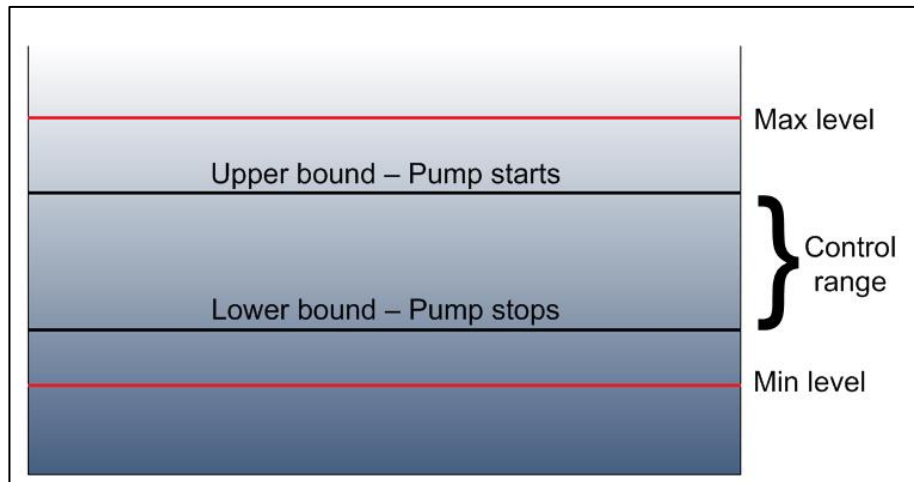 Max level
Upper bound – Pump starts
Control
range
Lower bound – Pump stops
Min level